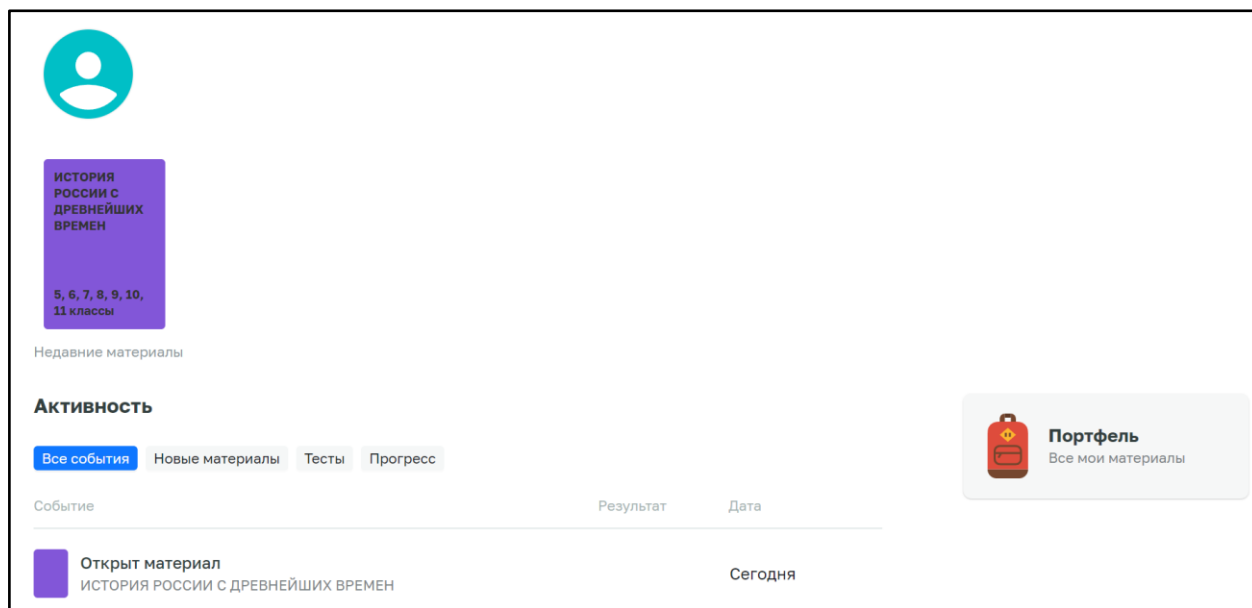 ИСТОРИЯ
РОССИИ С
ДРЕВНЕЙШИХ
ВРЕМЕН
5, 6, 7, 8, 9, 10,
11 классы
Недавние материалы
Активность
Портфель
Все мои материалы
Все события Новые материалы Тесты Прогресс
Событие Результат Дата
Открыт материал
ИСТОРИЯ РОССИИ С ДРЕВНЕЙШИХ ВРЕМЕН
Сегодня